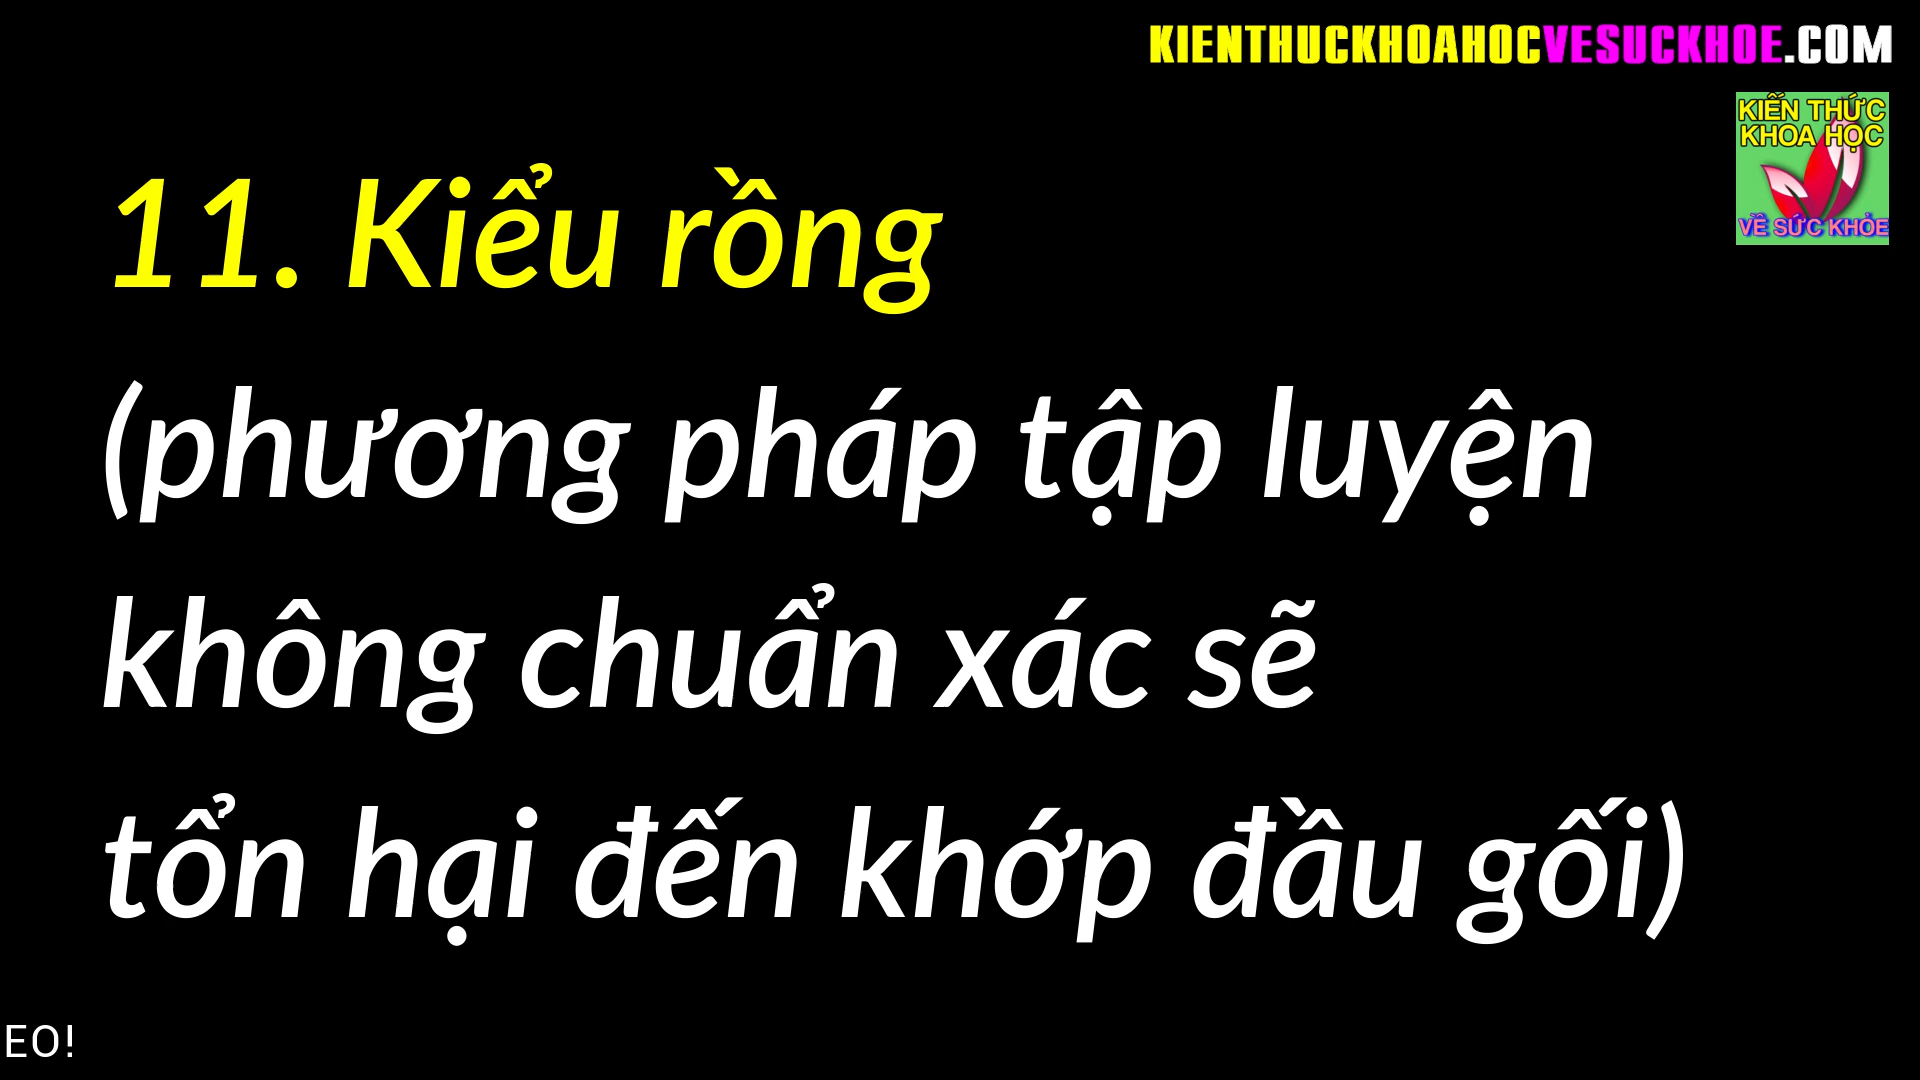 KIENTHUCKHOAHOCVESUCKHOE.COM
KIẾN THỨC
KHOA HỌC
VỀ SỨC KHỎE
11. Kiểu rồng
(phương pháp tập luyện
không chuẩn xác sẽ
tổn hại đến khớp đầu gối)
EO!